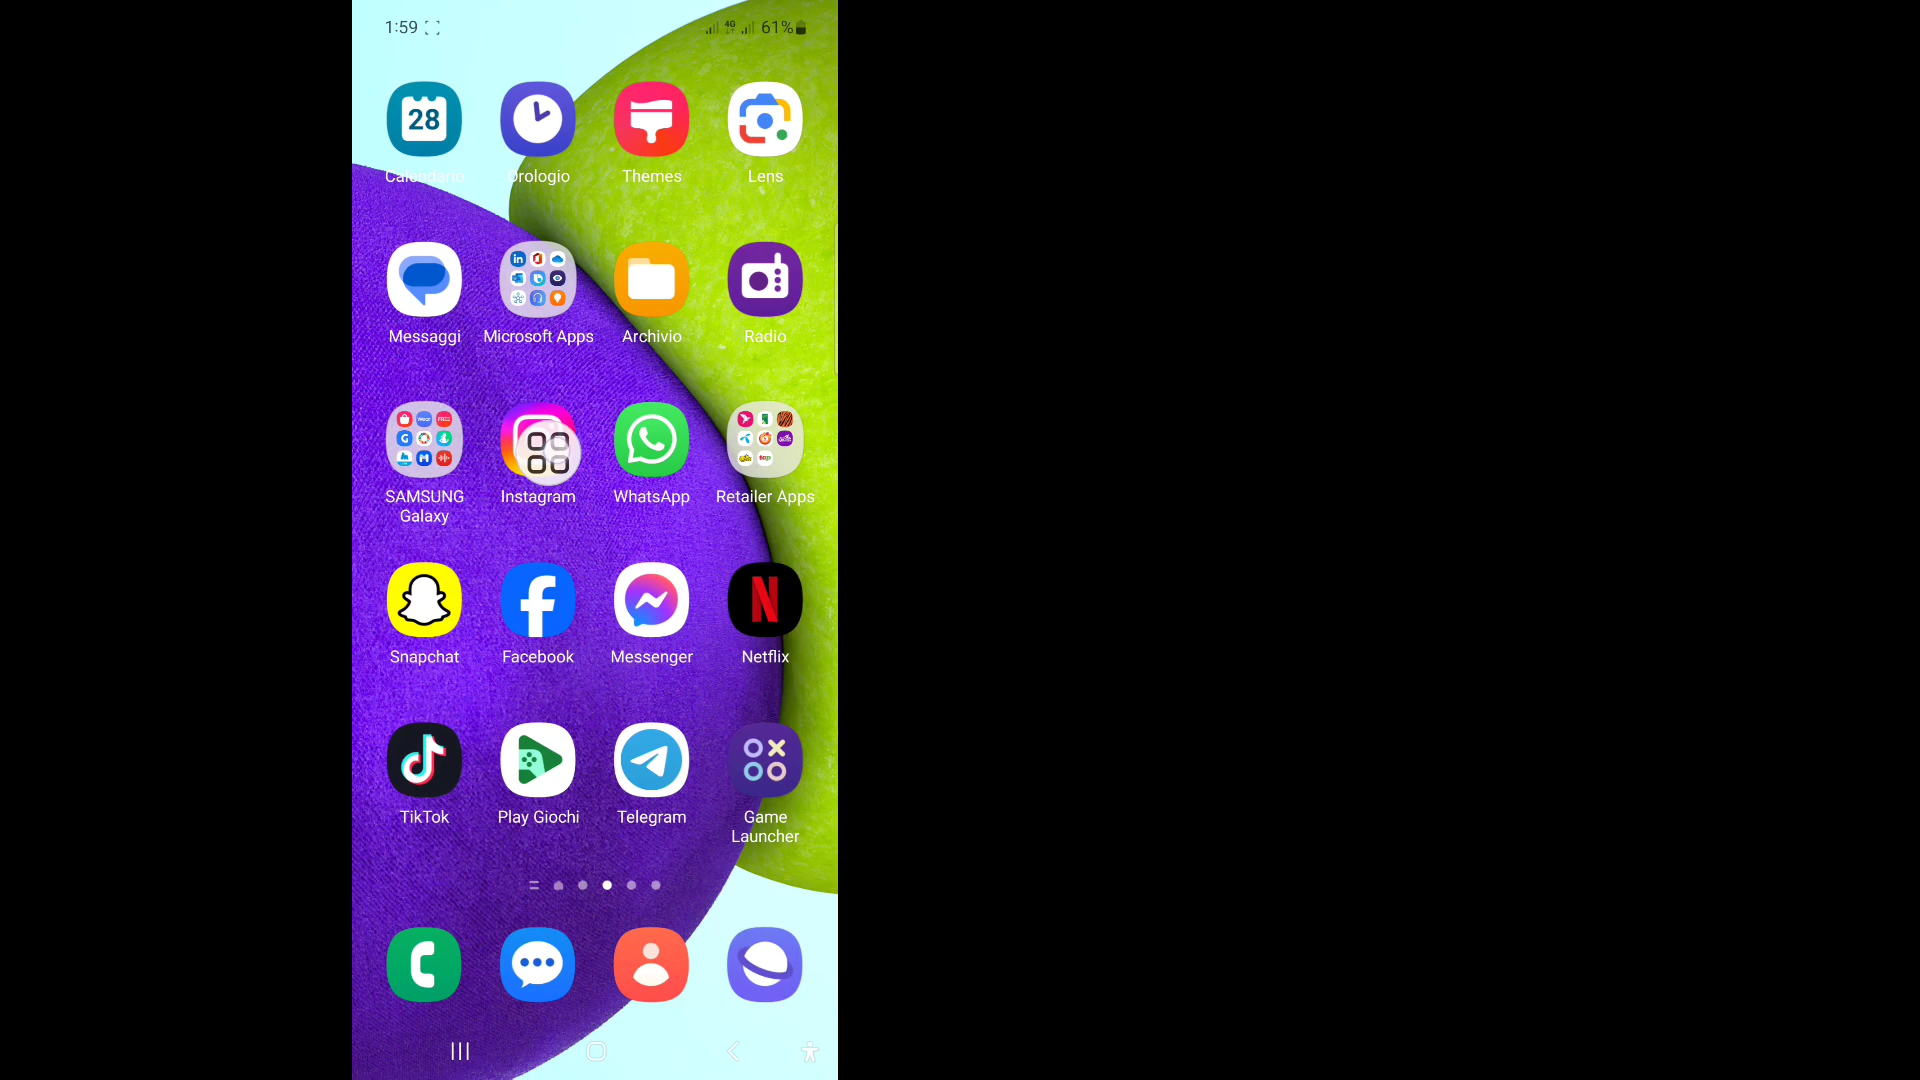 1:59 4G 61%
28
Calendario Orologio Themes Lens
Messaggi Microsoft Apps Archivio Radio
SAMSUNG Galaxy Instagram WhatsApp Retailer Apps
Snapchat Facebook Messenger Netflix
TikTok Play Giochi Telegram Game Launcher